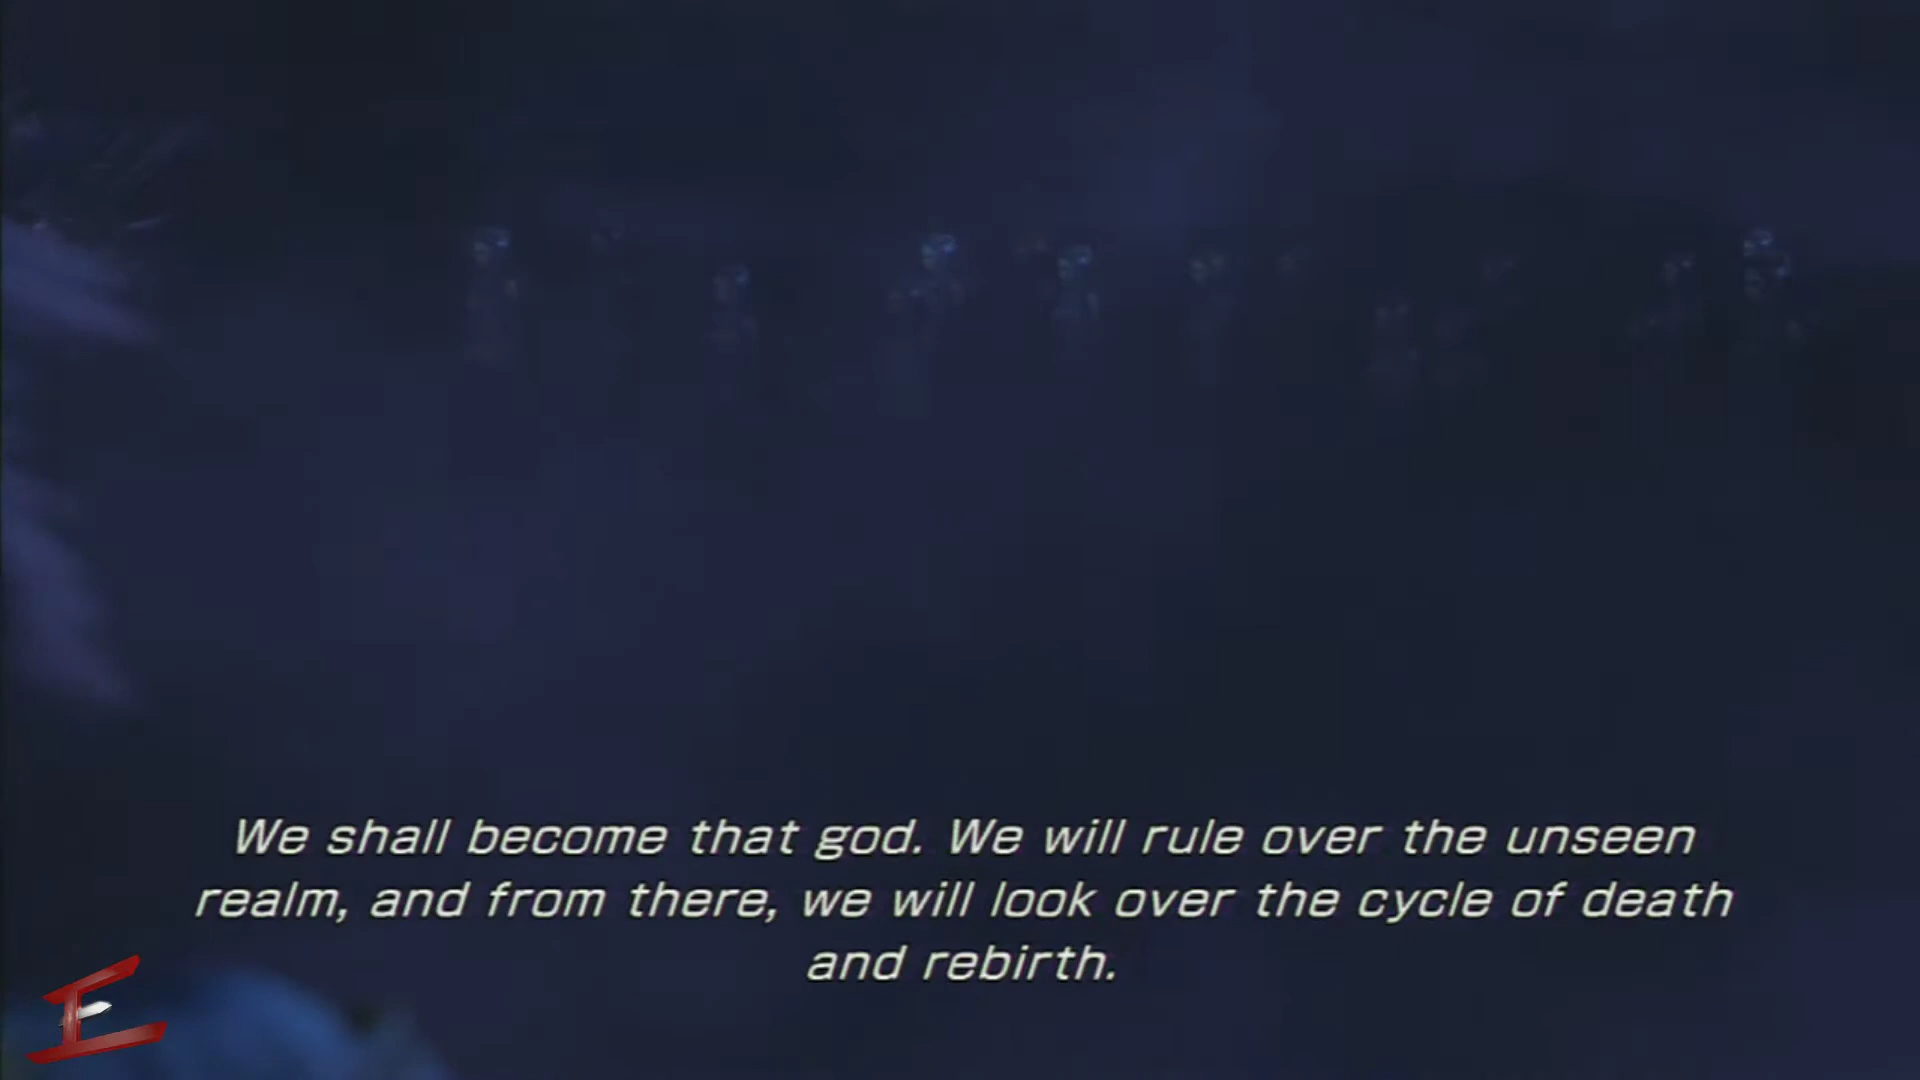 We shall become that god. We will rule over the unseen
realm, and from there, we will look over the cycle of death
and rebirth.
E